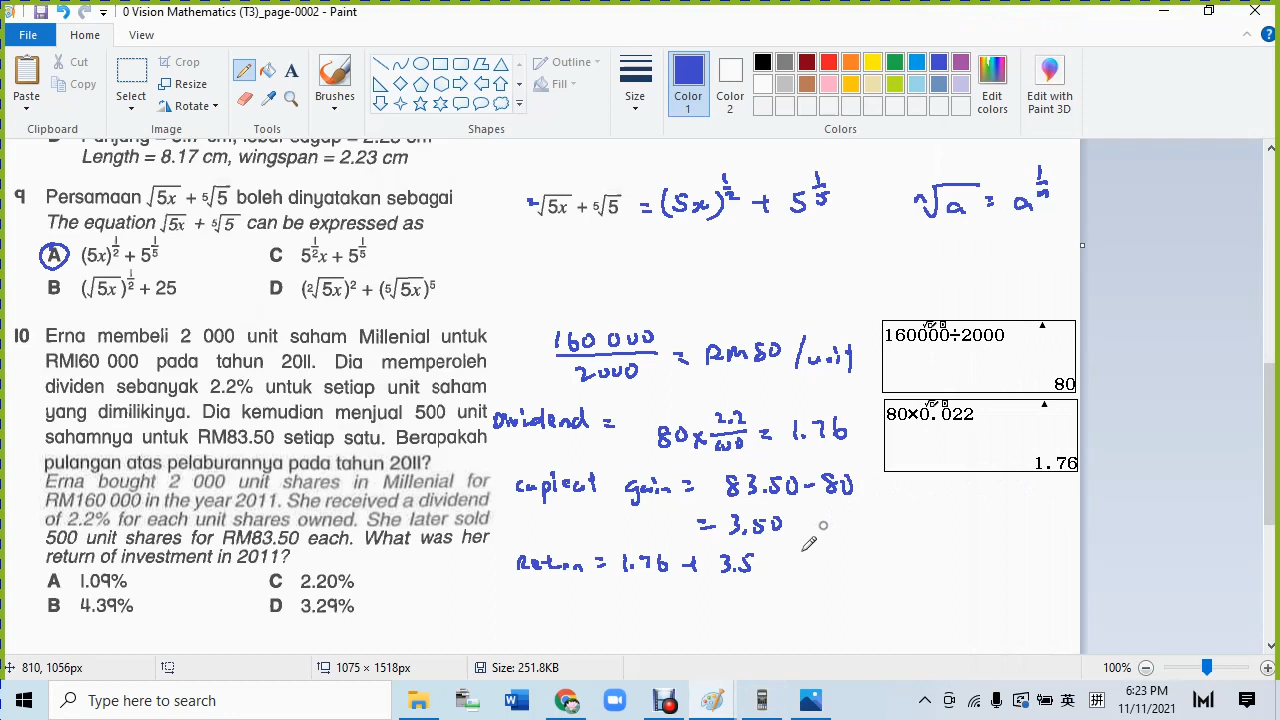 0 Vision Mathematics (T3)_page-0002 - Paint
File Home View
Paste Cut Copy Clipboard
Select Crop Resize Rotate Image
Tools
Brushes
Shapes Outline Fill
Size
Color 1 Color 2 Edit colors Colors
Edit with Paint 3D
Length = 8.17 cm, wingspan = 2.23 cm
9 Persamaan √5x + ⁵√5 boleh dinyatakan sebagai
The equation √5x + ⁵√5 can be expressed as
A (5x)^1/2 + 5^1/5 C 5^1/2 x + 5^1/5
B (√5x)^1/2 + 25 D (²√5x)² + (⁵√5x)⁵
²√5x + ⁵√5 = (5x)^1/2 + 5^1/5
ⁿ√a = a^1/n
10 Erna membeli 2 000 unit saham Millenial untuk
RM160 000 pada tahun 2011. Dia memperoleh
dividen sebanyak 2.2% untuk setiap unit saham
yang dimilikinya. Dia kemudian menjual 500 unit
sahamnya untuk RM83.50 setiap satu. Berapakah
pulangan atas pelaburannya pada tahun 2011?
Erna bought 2 000 unit shares in Millenial for
RM160 000 in the year 2011. She received a dividend
of 2.2% for each unit shares owned. She later sold
500 unit shares for RM83.50 each. What was her
return of investment in 2011?
A 1.09% C 2.20%
B 4.39% D 3.29%
160 000/2000 = RM80 /unit
Dividend = 80 × 2.2/100 = 1.76
gain = 83.50 - 80
= 3.50
= 1.76 + 3.5
160000÷2000
80
80×0.022
1.76
810, 1056px 1075 × 1518px Size: 251.8KB 100%
Type here to search
英 拼 6:23 PM
11/11/2021